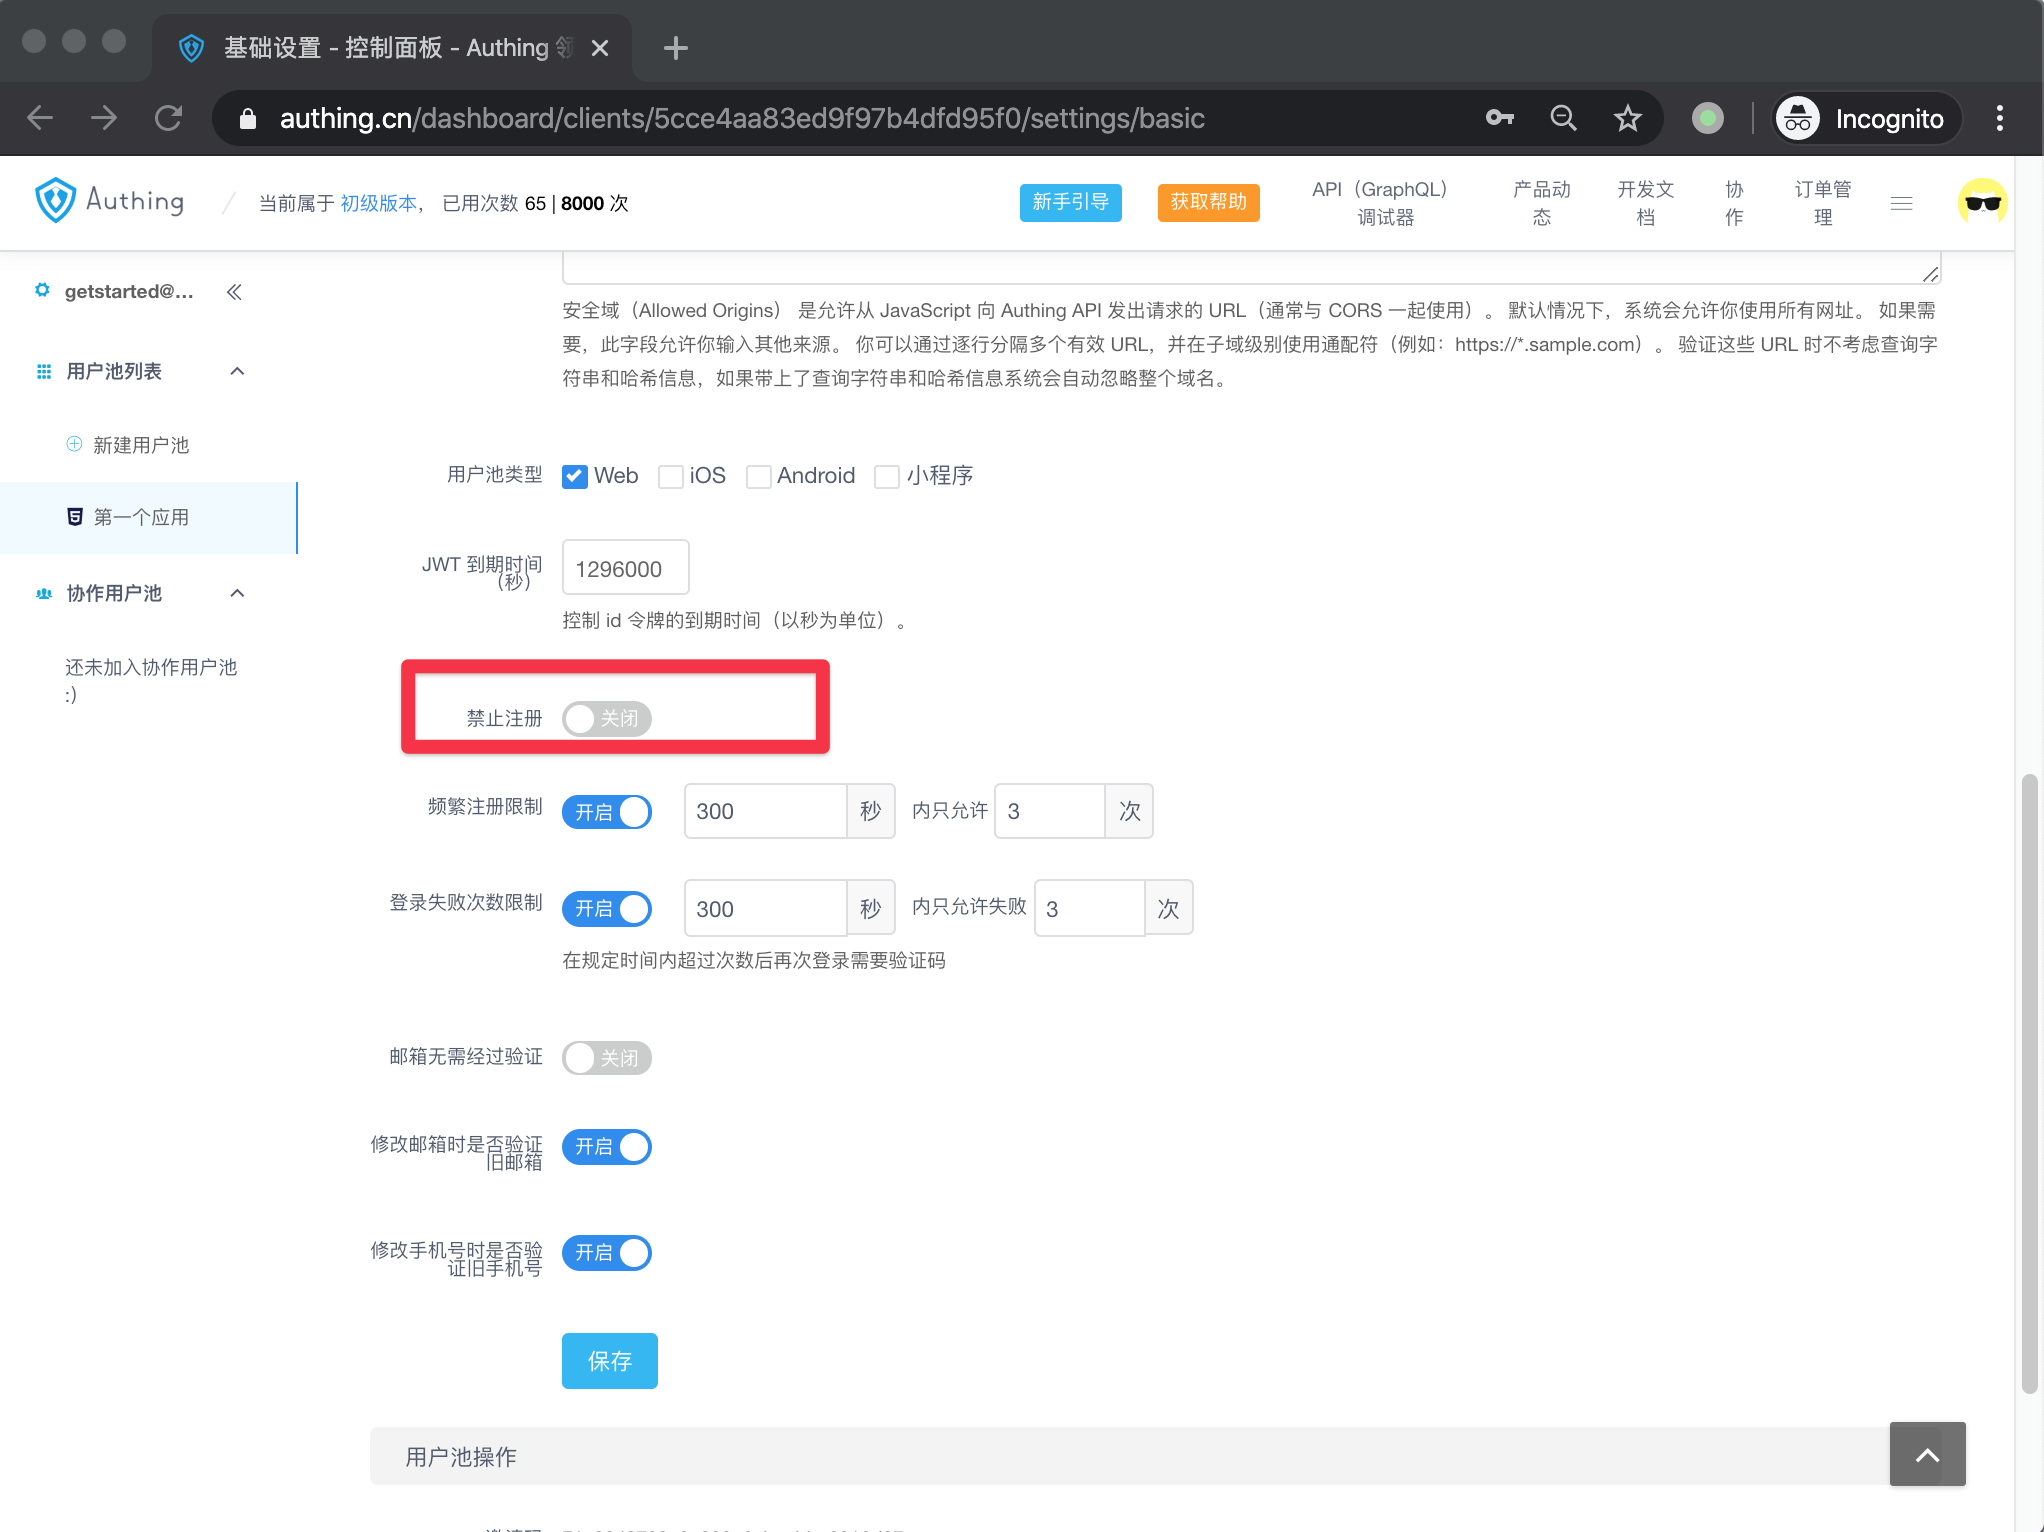 基础设置 - 控制面板 - Authing
authing.cn/dashboard/clients/5cce4aa83ed9f97b4dfd95f0/settings/basic
Incognito
Authing / 当前属于 初级版本， 已用次数 65 | 8000 次
新手引导
获取帮助
API（GraphQL）
调试器
产品动
态
开发文
档
协
作
订单管
理
getstarted@...
用户池列表
新建用户池
第一个应用
协作用户池
还未加入协作用户池
:)
安全域（Allowed Origins） 是允许从 JavaScript 向 Authing API 发出请求的 URL（通常与 CORS 一起使用）。 默认情况下，系统会允许你使用所有网址。 如果需
要，此字段允许你输入其他来源。 你可以通过逐行分隔多个有效 URL，并在子域级别使用通配符（例如：https://*.sample.com）。 验证这些 URL 时不考虑查询字
符串和哈希信息，如果带上了查询字符串和哈希信息系统会自动忽略整个域名。
用户池类型 Web iOS Android 小程序
JWT 到期时间
（秒）
1296000
控制 id 令牌的到期时间（以秒为单位）。
禁止注册 关闭
频繁注册限制 开启 300 秒 内只允许 3 次
登录失败次数限制 开启 300 秒 内只允许失败 3 次
在规定时间内超过次数后再次登录需要验证码
邮箱无需经过验证 关闭
修改邮箱时是否验证
旧邮箱
开启
修改手机号时是否验
证旧手机号
开启
保存
用户池操作